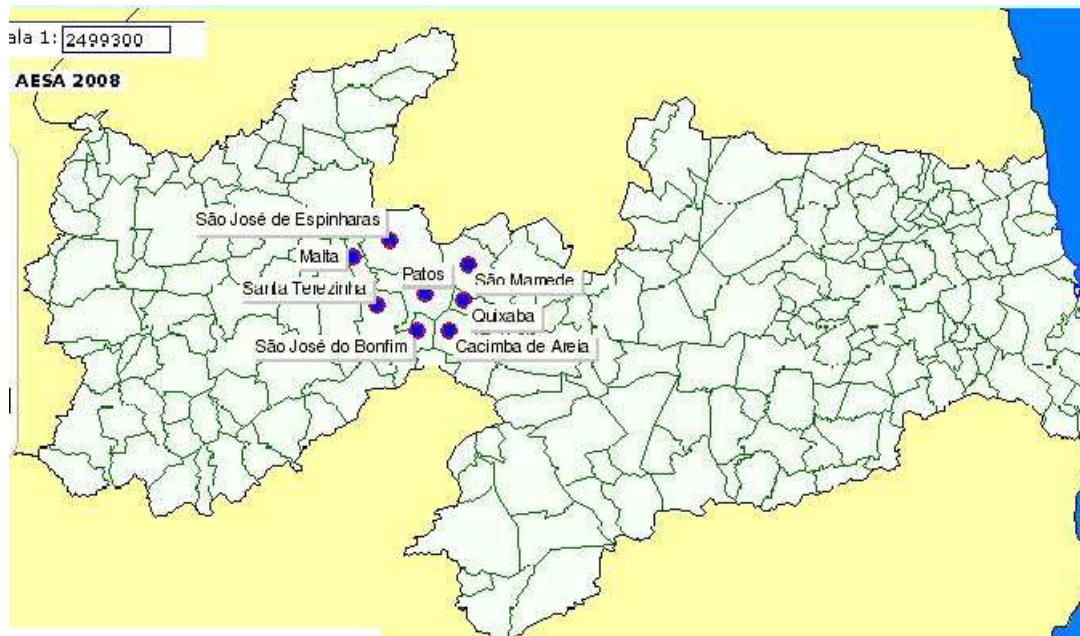 ala 1: 2499300
AESA 2008
São José de Espinharas
Malta
Patos
São Mamede
Santa Terezinha
Quixaba
São José do Bonfim
Cacimba de Areia